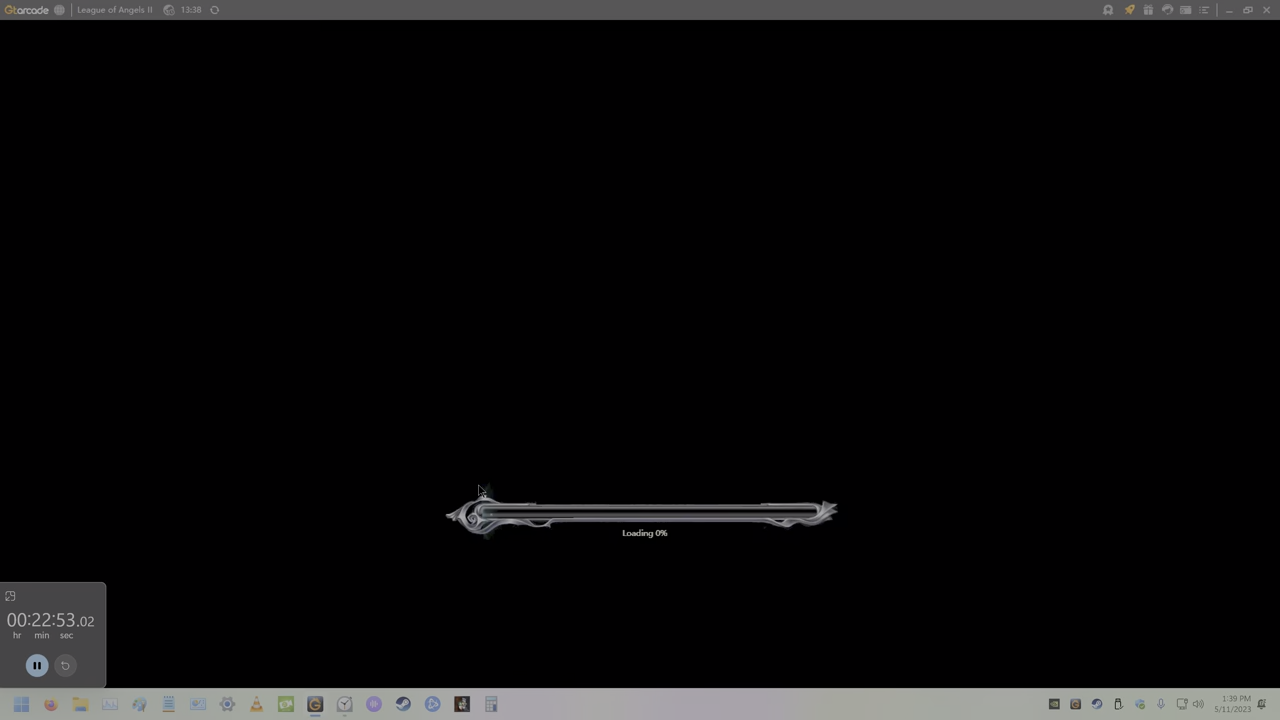 Gtarcade League of Angels II 13:38
Loading 0%
00:22:53.02
hr min sec
1:39 PM
5/11/2023